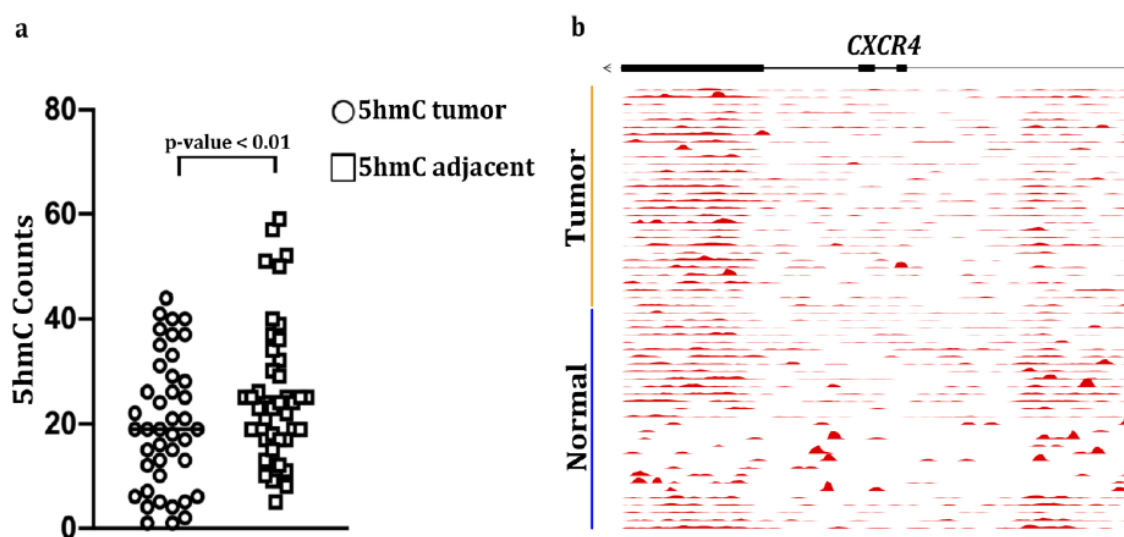 a
80
60
40
20
0
5hmC Counts
p-value < 0.01
5hmC tumor
5hmC adjacent
b
CXCR4
Tumor
Normal